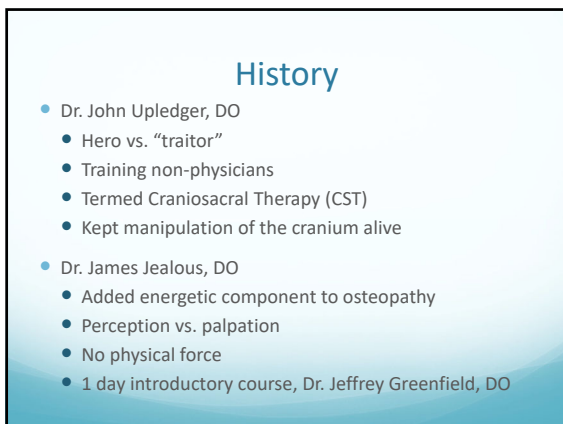 History
• Dr. John Upledger, DO
• Hero vs. “traitor”
• Training non-physicians
• Termed Craniosacral Therapy (CST)
• Kept manipulation of the cranium alive
• Dr. James Jealous, DO
• Added energetic component to osteopathy
• Perception vs. palpation
• No physical force
• 1 day introductory course, Dr. Jeffrey Greenfield, DO